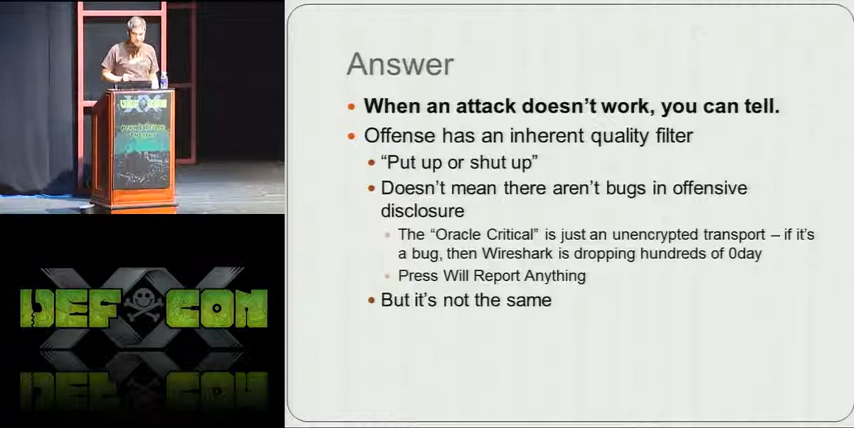 Answer
When an attack doesn't work, you can tell.
Offense has an inherent quality filter
"Put up or shut up"
Doesn't mean there aren't bugs in offensive
disclosure
The "Oracle Critical" is just an unencrypted transport – if it's
a bug, then Wireshark is dropping hundreds of 0day
Press Will Report Anything
But it's not the same
DEF CON
XX